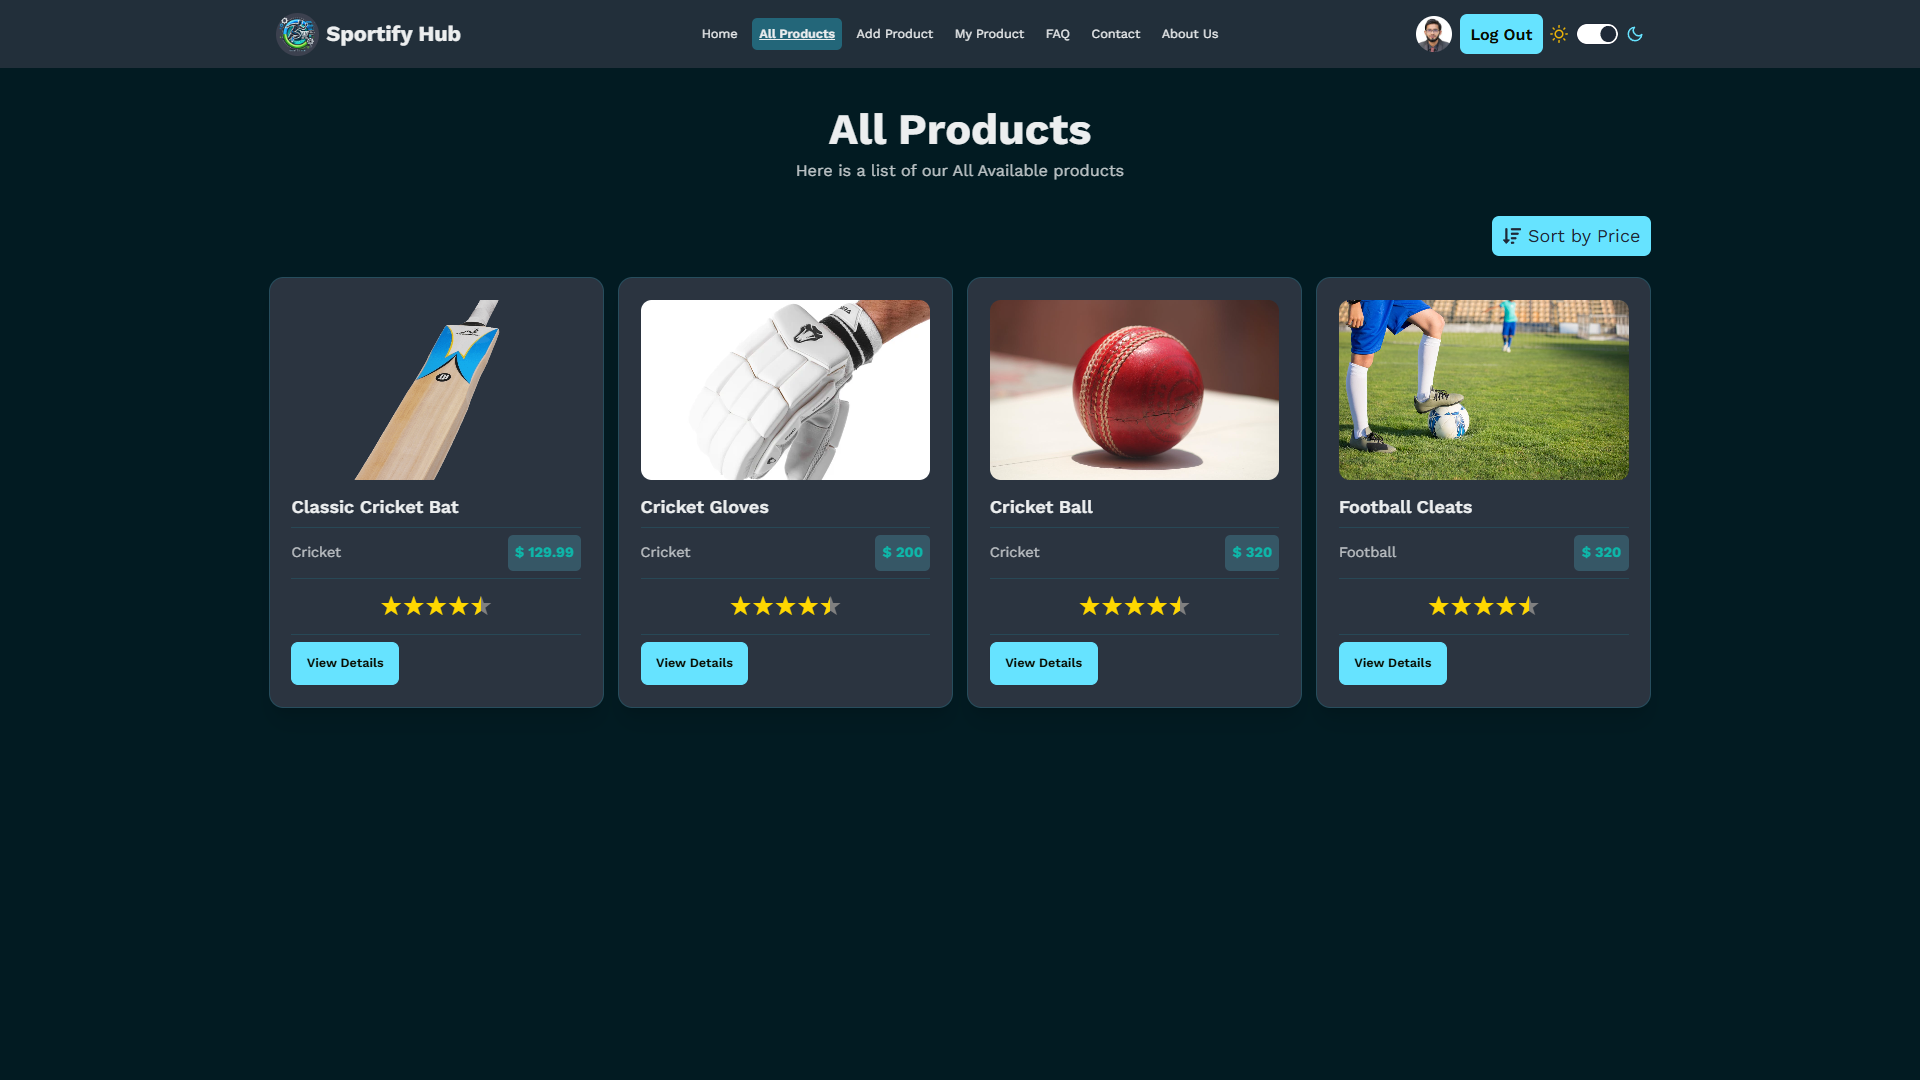 Sportify Hub
Home
All Products
Add Product
My Product
FAQ
Contact
About Us
Log Out
All Products
Here is a list of our All Available products
Sort by Price
Classic Cricket Bat
Cricket
$ 129.99
View Details
Cricket Gloves
Cricket
$ 200
View Details
Cricket Ball
Cricket
$ 320
View Details
Football Cleats
Football
$ 320
View Details